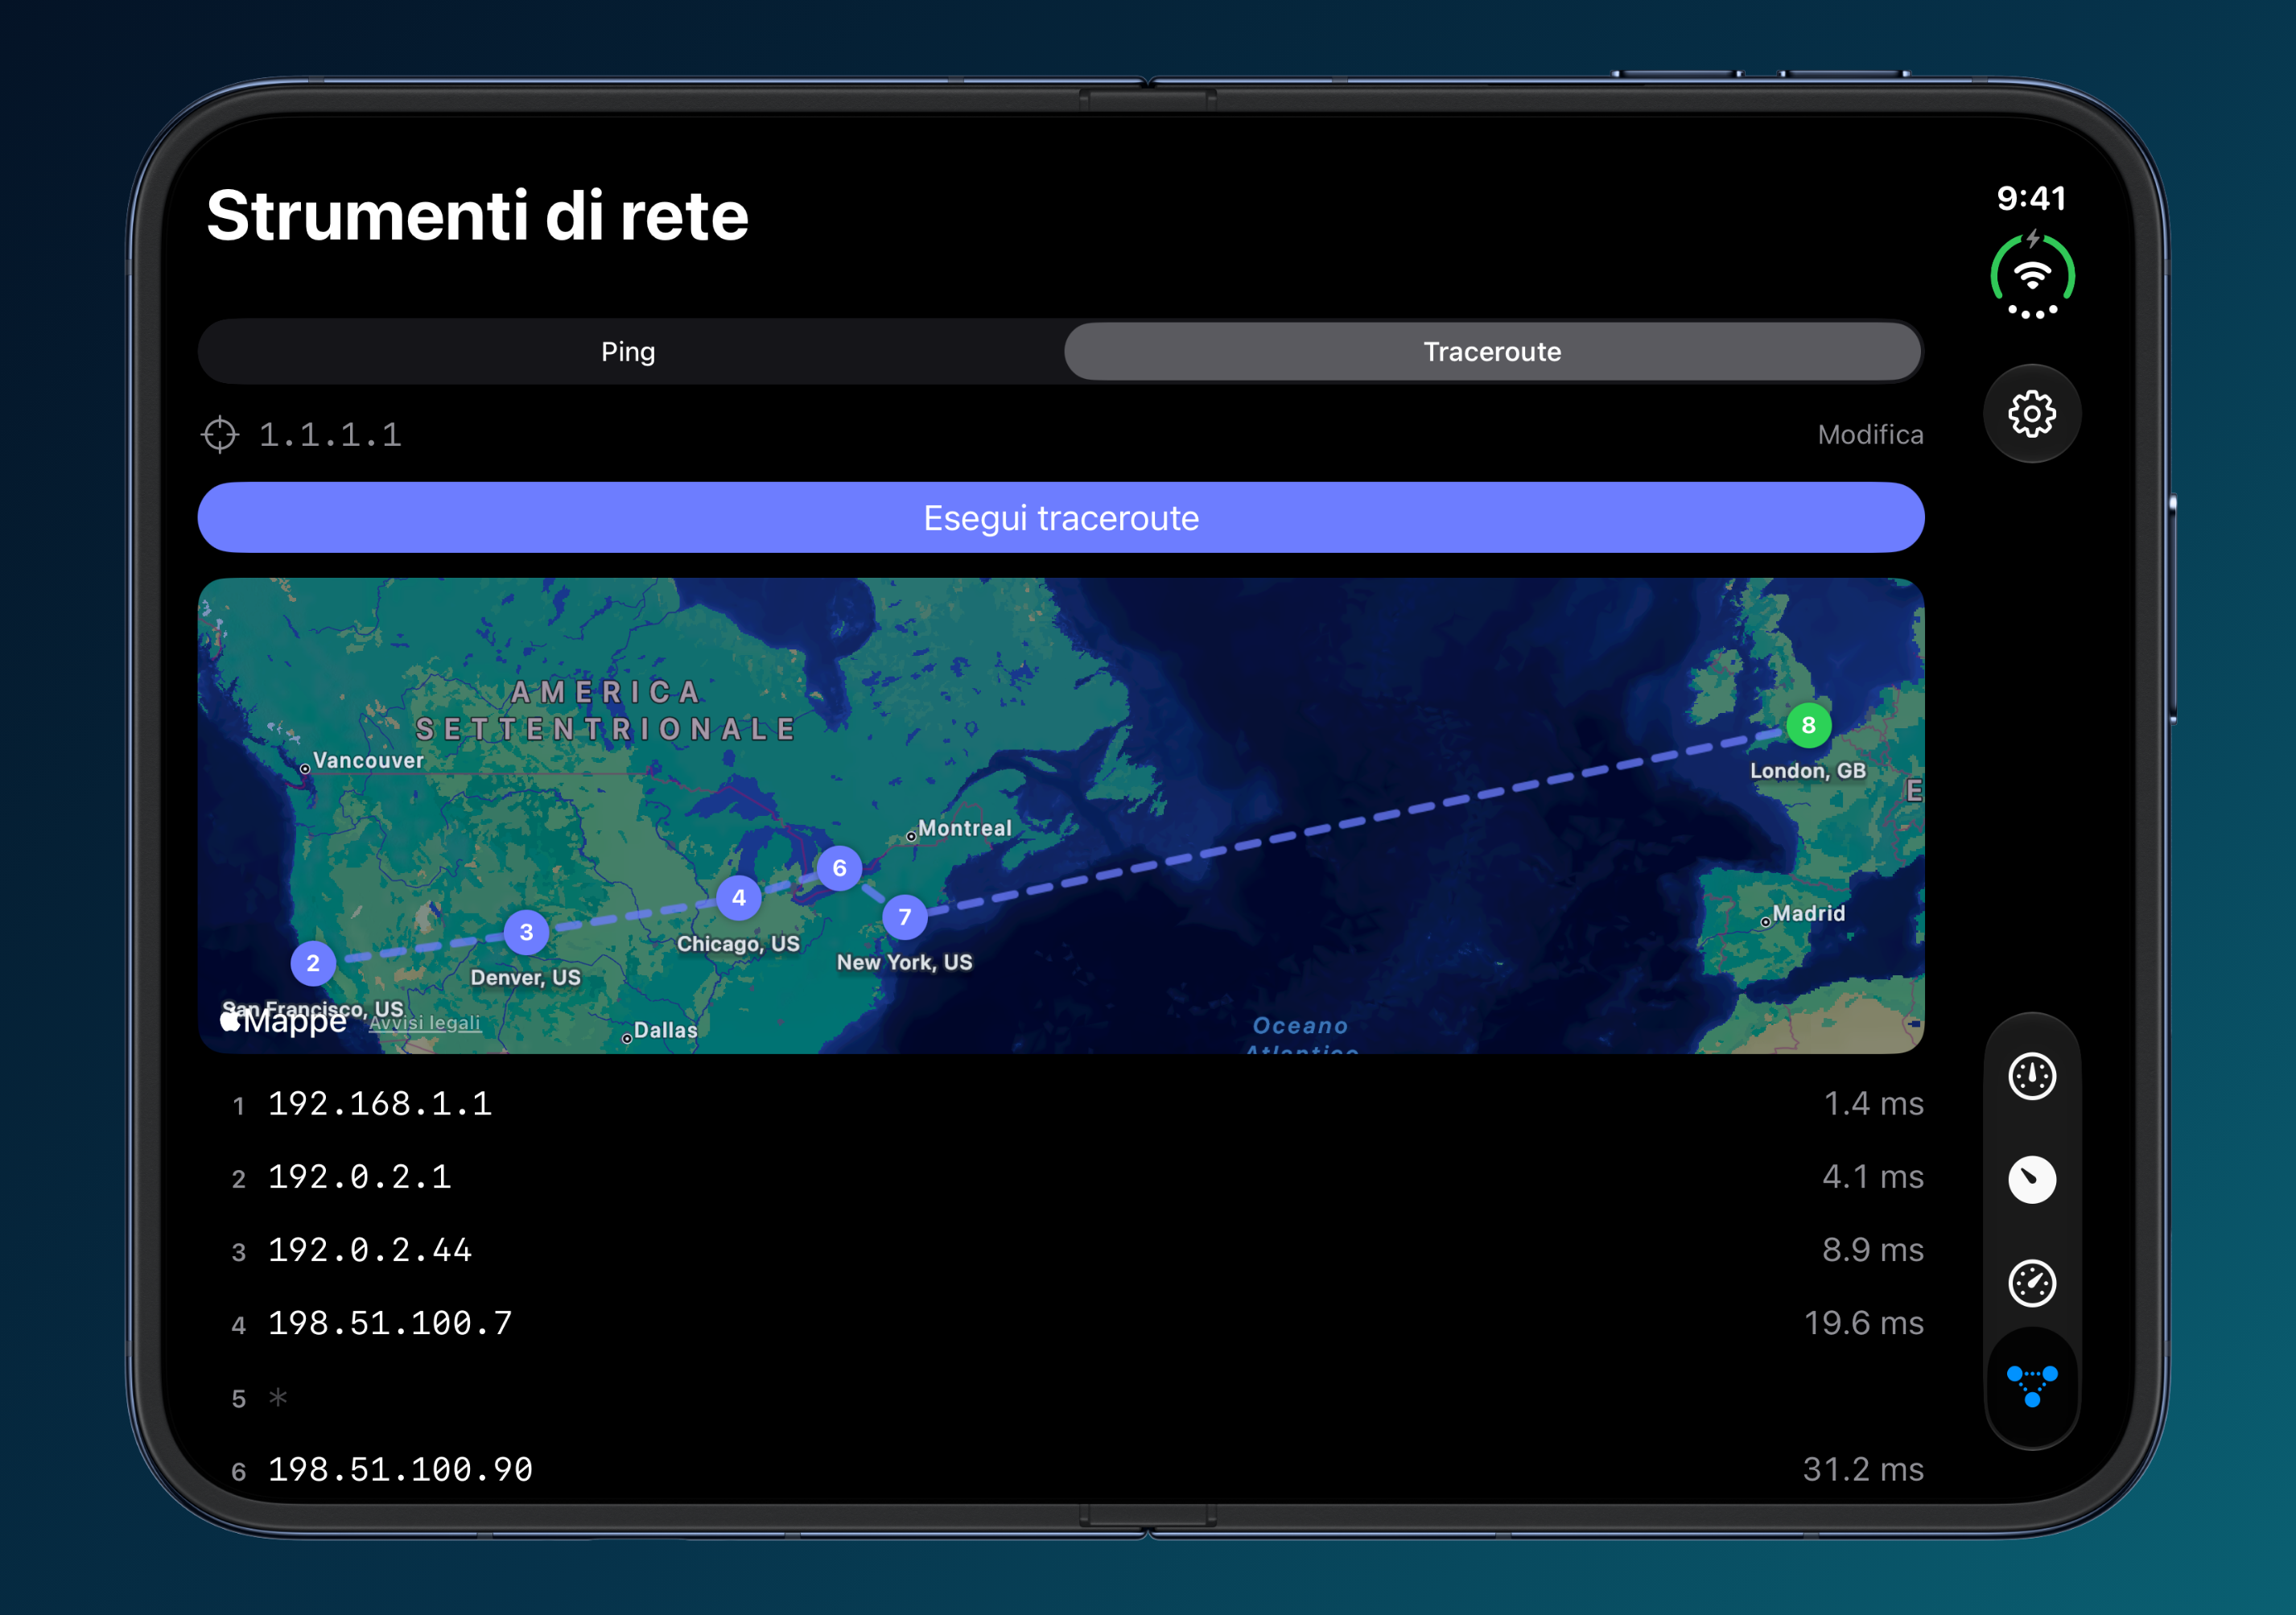 Strumenti di rete
9:41
Ping
Traceroute
1.1.1.1
Modifica
Esegui traceroute
AMERICA
SETTENTRIONALE
Vancouver
8
London, GB
E
Montreal
6
4
7
Madrid
3
Chicago, US
New York, US
2
Denver, US
San Francisco, US
Mappe
Avvisi legali
Dallas
Oceano
Atlantico
1 192.168.1.1 1.4 ms
2 192.0.2.1 4.1 ms
3 192.0.2.44 8.9 ms
4 198.51.100.7 19.6 ms
5 *
6 198.51.100.90 31.2 ms